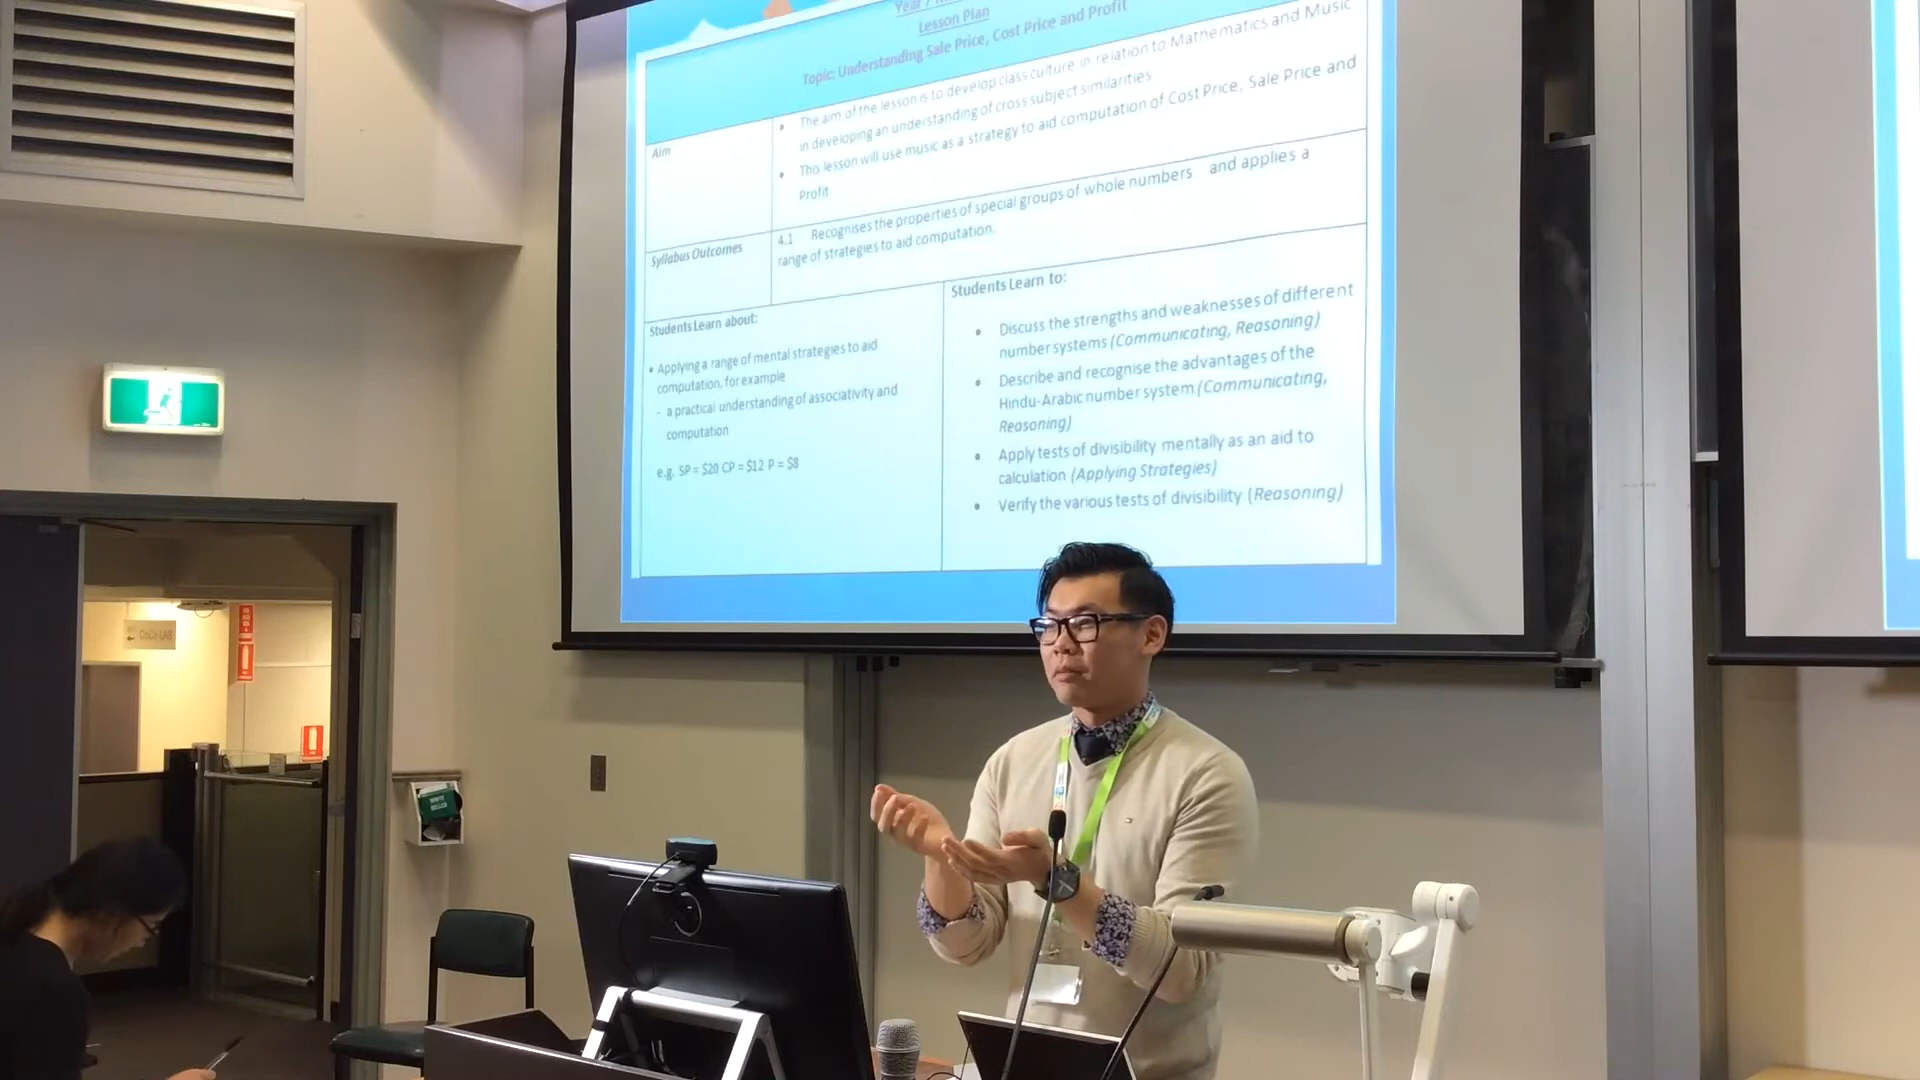 Year 7
Lesson Plan
Topic: Understanding Sale Price, Cost Price and Profit
Aim
• The aim of the lesson is to develop class culture in relation to Mathematics and Music
in developing an understanding of cross subject similarities
• This lesson will use music as a strategy to aid computation of Cost Price, Sale Price and
Profit
Syllabus Outcomes
4.1 Recognises the properties of special groups of whole numbers and applies a
range of strategies to aid computation.
Students Learn about:
• Applying a range of mental strategies to aid
computation, for example
- a practical understanding of associativity and
computation
e.g. SP = $20 CP = $12 P = $8
Students Learn to:
• Discuss the strengths and weaknesses of different
number systems (Communicating, Reasoning)
• Describe and recognise the advantages of the
Hindu-Arabic number system (Communicating,
Reasoning)
• Apply tests of divisibility mentally as an aid to
calculation (Applying Strategies)
• Verify the various tests of divisibility (Reasoning)